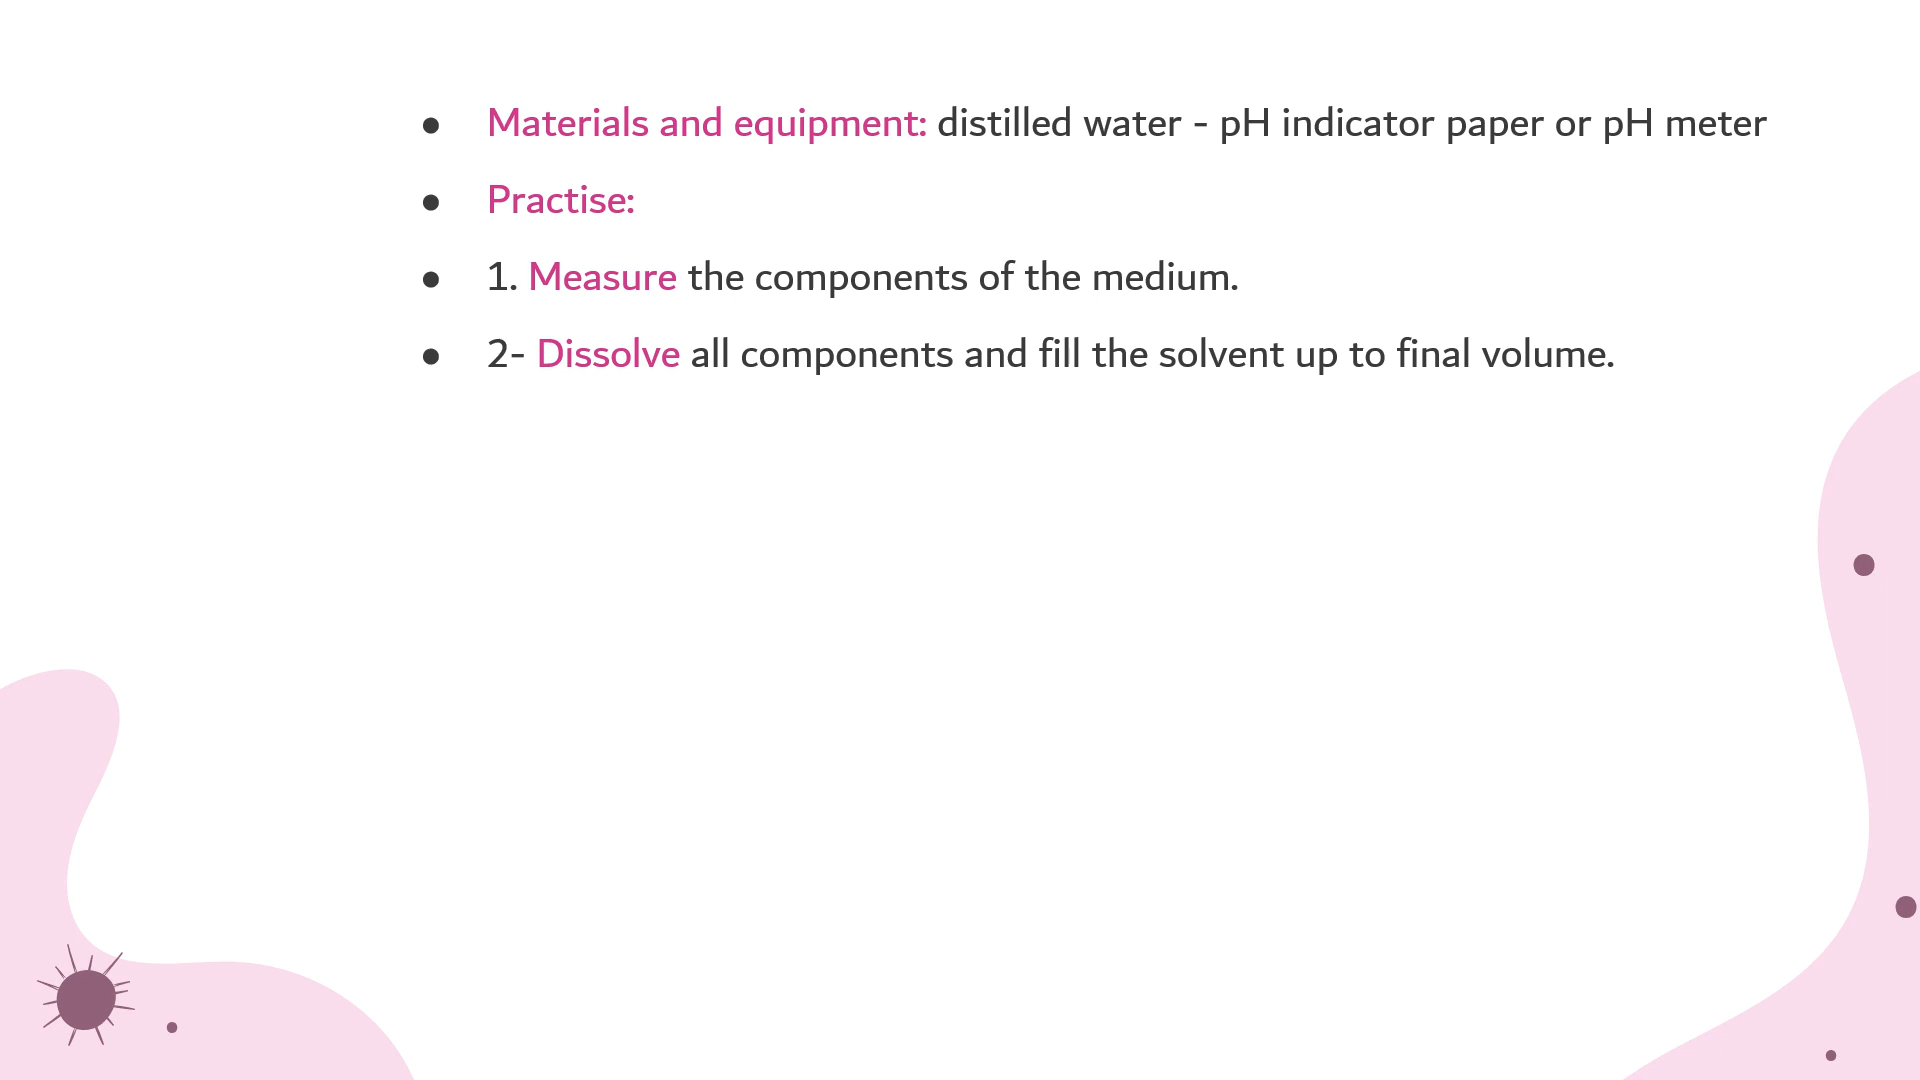 ● Materials and equipment: distilled water - pH indicator paper or pH meter
● Practise:
● 1. Measure the components of the medium.
● 2- Dissolve all components and fill the solvent up to final volume.